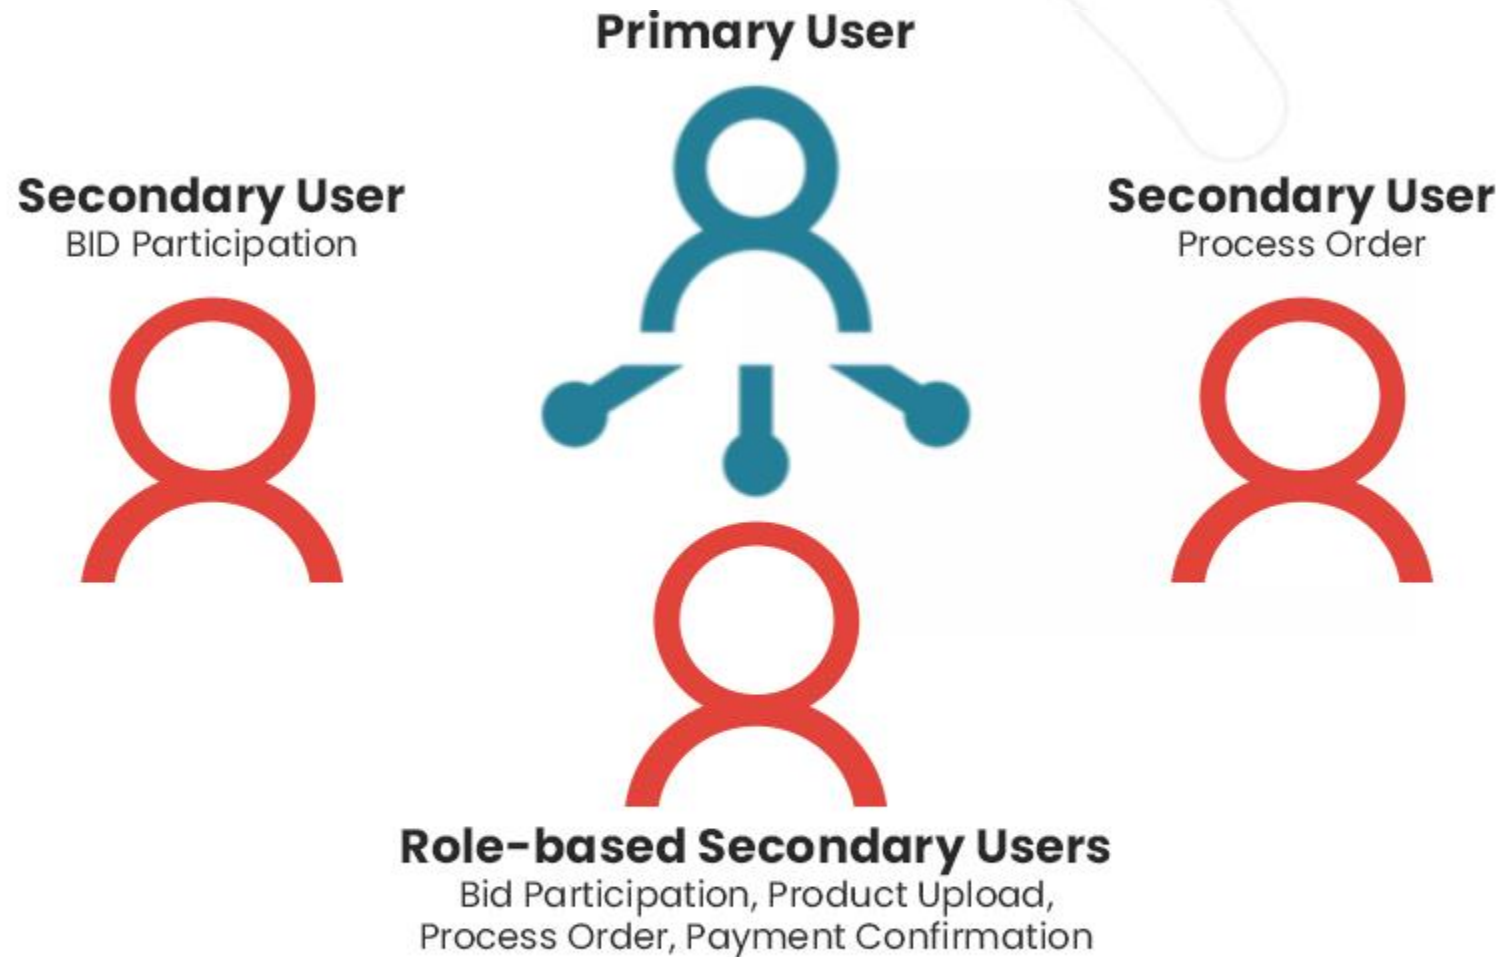 Primary User
Secondary User
BID Participation
Secondary User
Process Order
Role-based Secondary Users
Bid Participation, Product Upload,
Process Order, Payment Confirmation